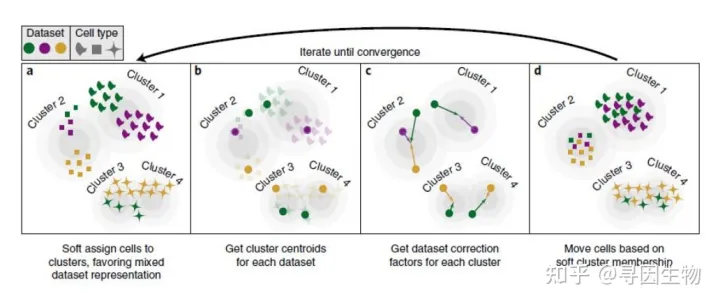 Dataset
Cell type
Iterate until convergence
a
b
c
d
Cluster 1
Cluster 2
Cluster 3
Cluster 4
Cluster 1
Cluster 2
Cluster 3
Cluster 4
Cluster 1
Cluster 2
Cluster 3
Cluster 4
Cluster 1
Cluster 2
Cluster 3
Cluster 4
Soft assign cells to
clusters, favoring mixed
dataset representation
Get cluster centroids
for each dataset
Get dataset correction
factors for each cluster
Move cells based on
soft cluster membership
知乎 @寻因生物